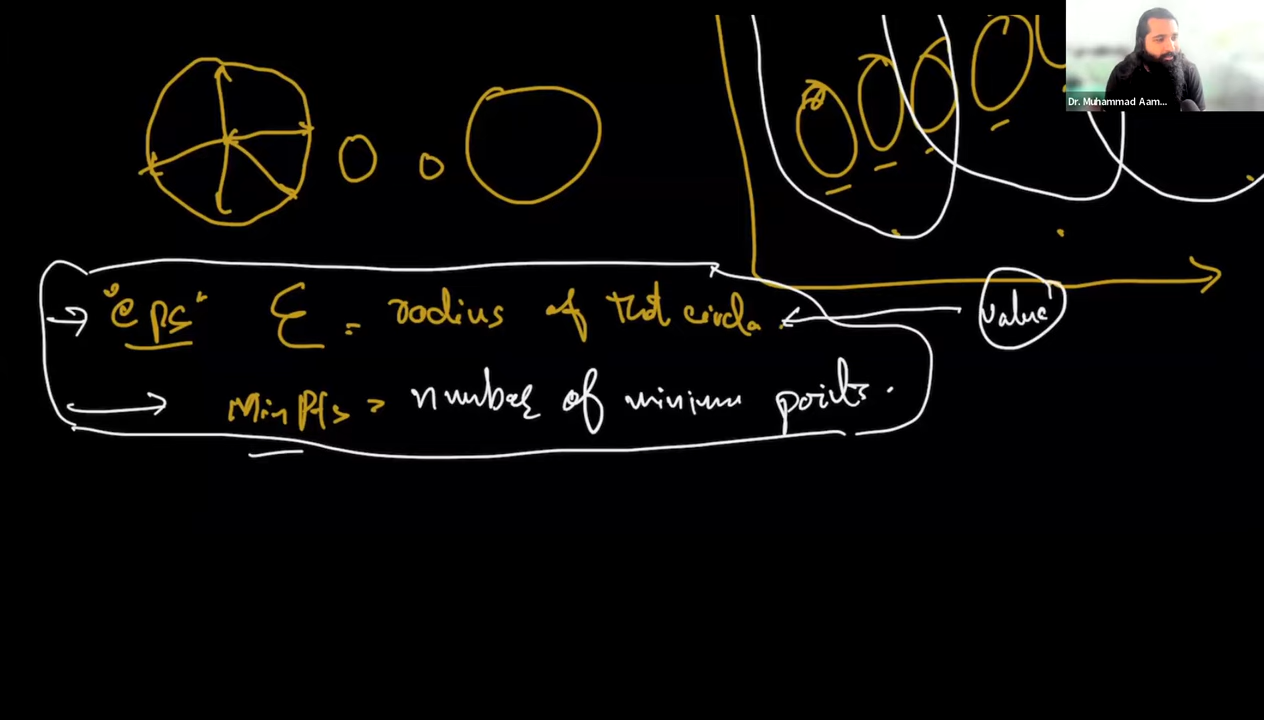 Dr. Muhammad Aam...
"eps" Ɛ = radius of that circle.
value
MinPts > number of minimum points.